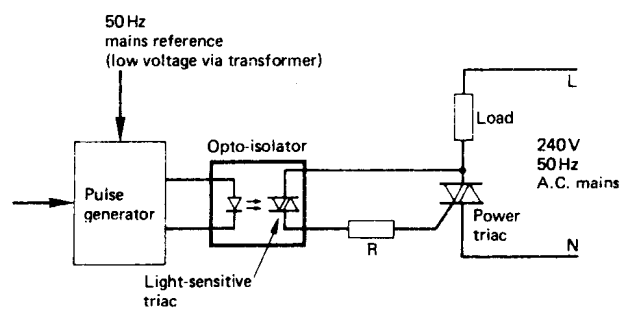 50 Hz
mains reference
(low voltage via transformer)
Opto-isolator
Pulse
generator
Light-sensitive
triac
R
Load
L
240 V
50 Hz
A.C. mains
Power
triac
N